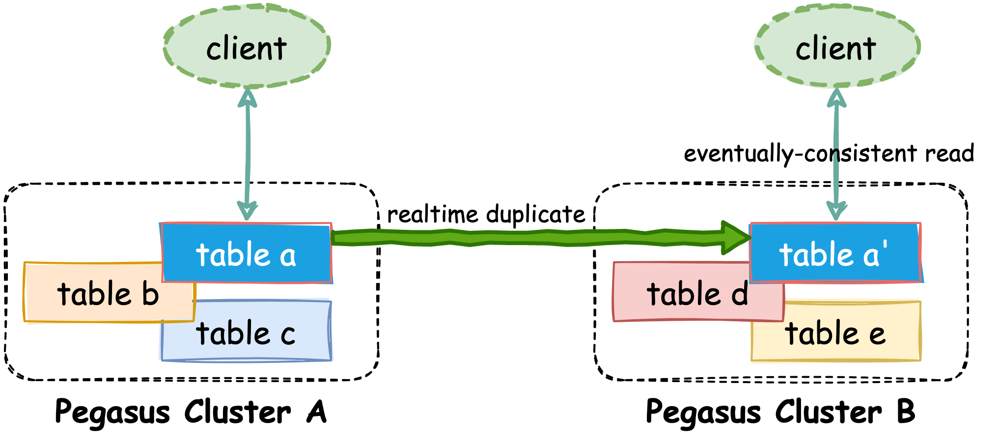 client
client
eventually-consistent read
realtime duplicate
table a
table a'
table b
table d
table c
table e
Pegasus Cluster A
Pegasus Cluster B